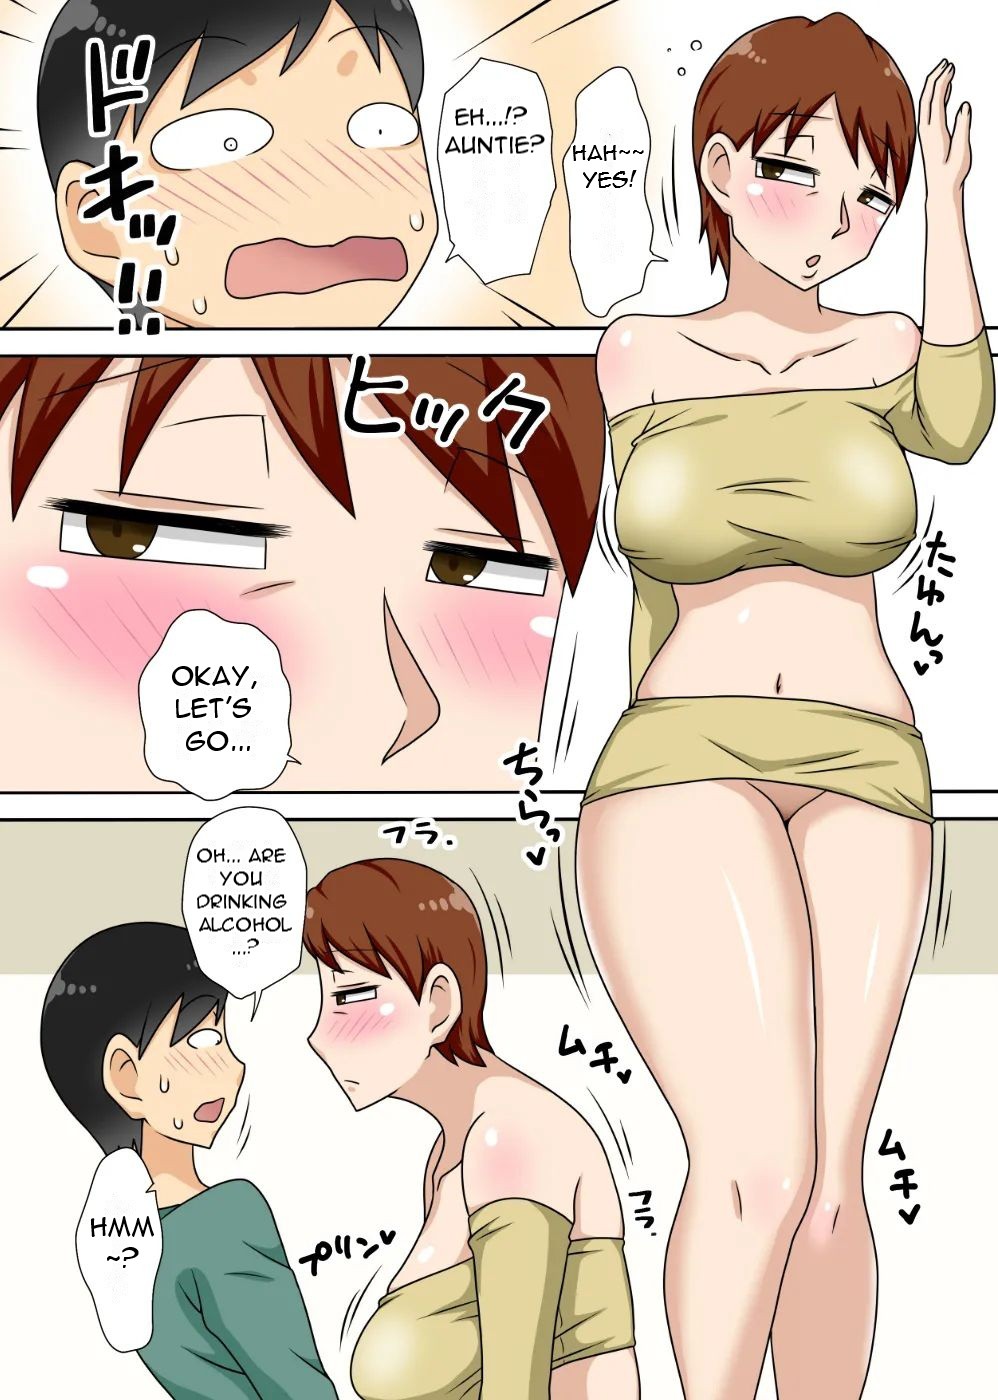 ドキッ!!
EH...!?
AUNTIE?
HAH~~
YES!
ヒック
たゆんっ
OKAY,
LET'S
GO...
ちらっ♥
フラ.
OH... ARE
YOU
DRINKING
ALCOHOL
...?
ムチ♥
ムチ♥
フラ.
プリン♥
HMM
~?